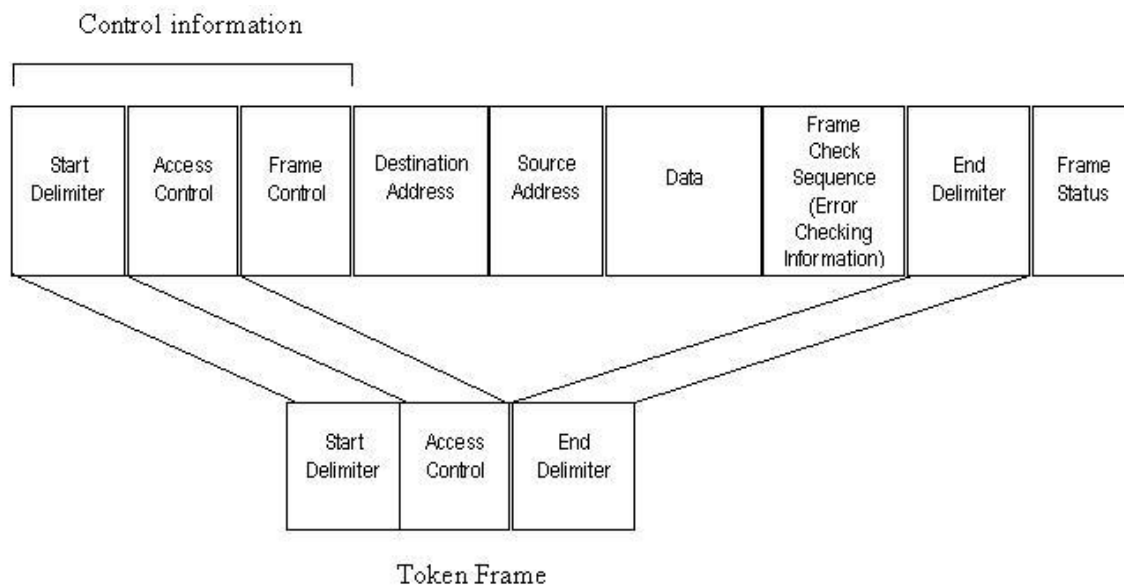 Control information
Start
Delimiter
Access
Control
Frame
Control
Destination
Address
Source
Address
Data
Frame
Check
Sequence
(Error
Checking
Information)
End
Delimiter
Frame
Status
Start
Delimiter
Access
Control
End
Delimiter
Token Frame